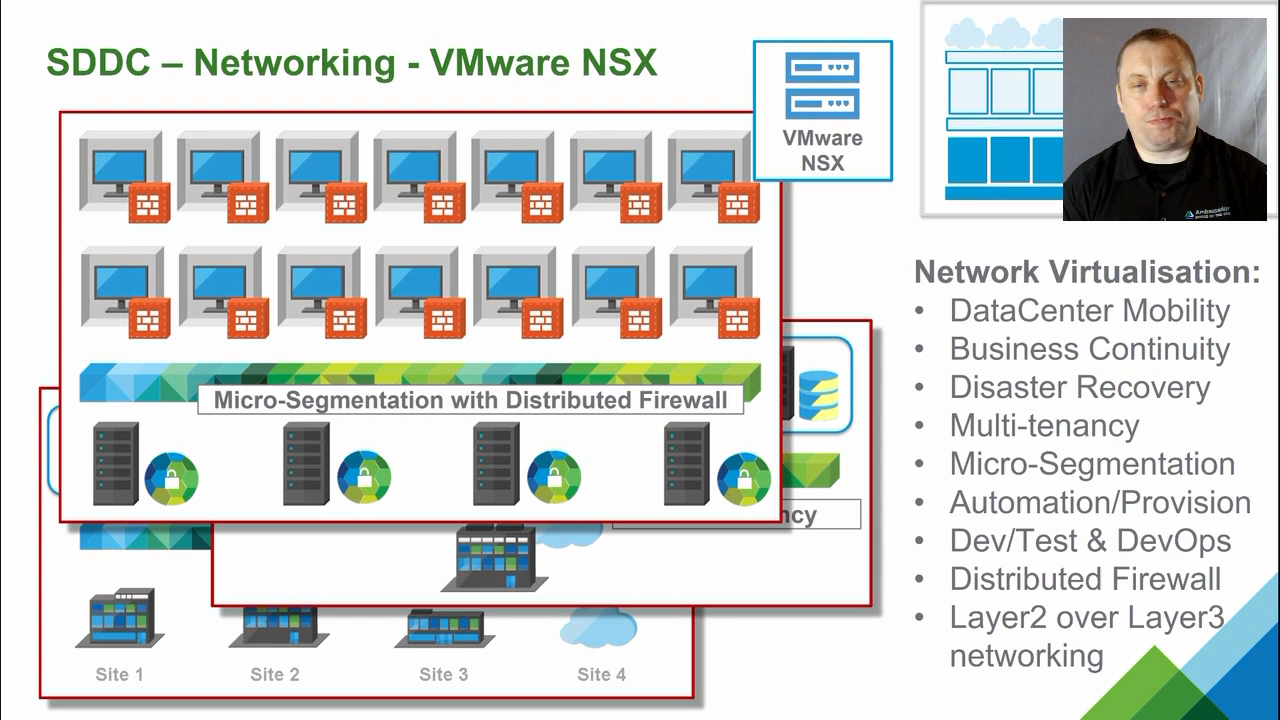 SDDC – Networking - VMware NSX
VMware
NSX
Ambassador
Network Virtualisation:
• DataCenter Mobility
• Business Continuity
• Disaster Recovery
• Multi-tenancy
• Micro-Segmentation
• Automation/Provision
• Dev/Test & DevOps
• Distributed Firewall
• Layer2 over Layer3
networking
Micro-Segmentation with Distributed Firewall
ncy
Site 1
Site 2
Site 3
Site 4